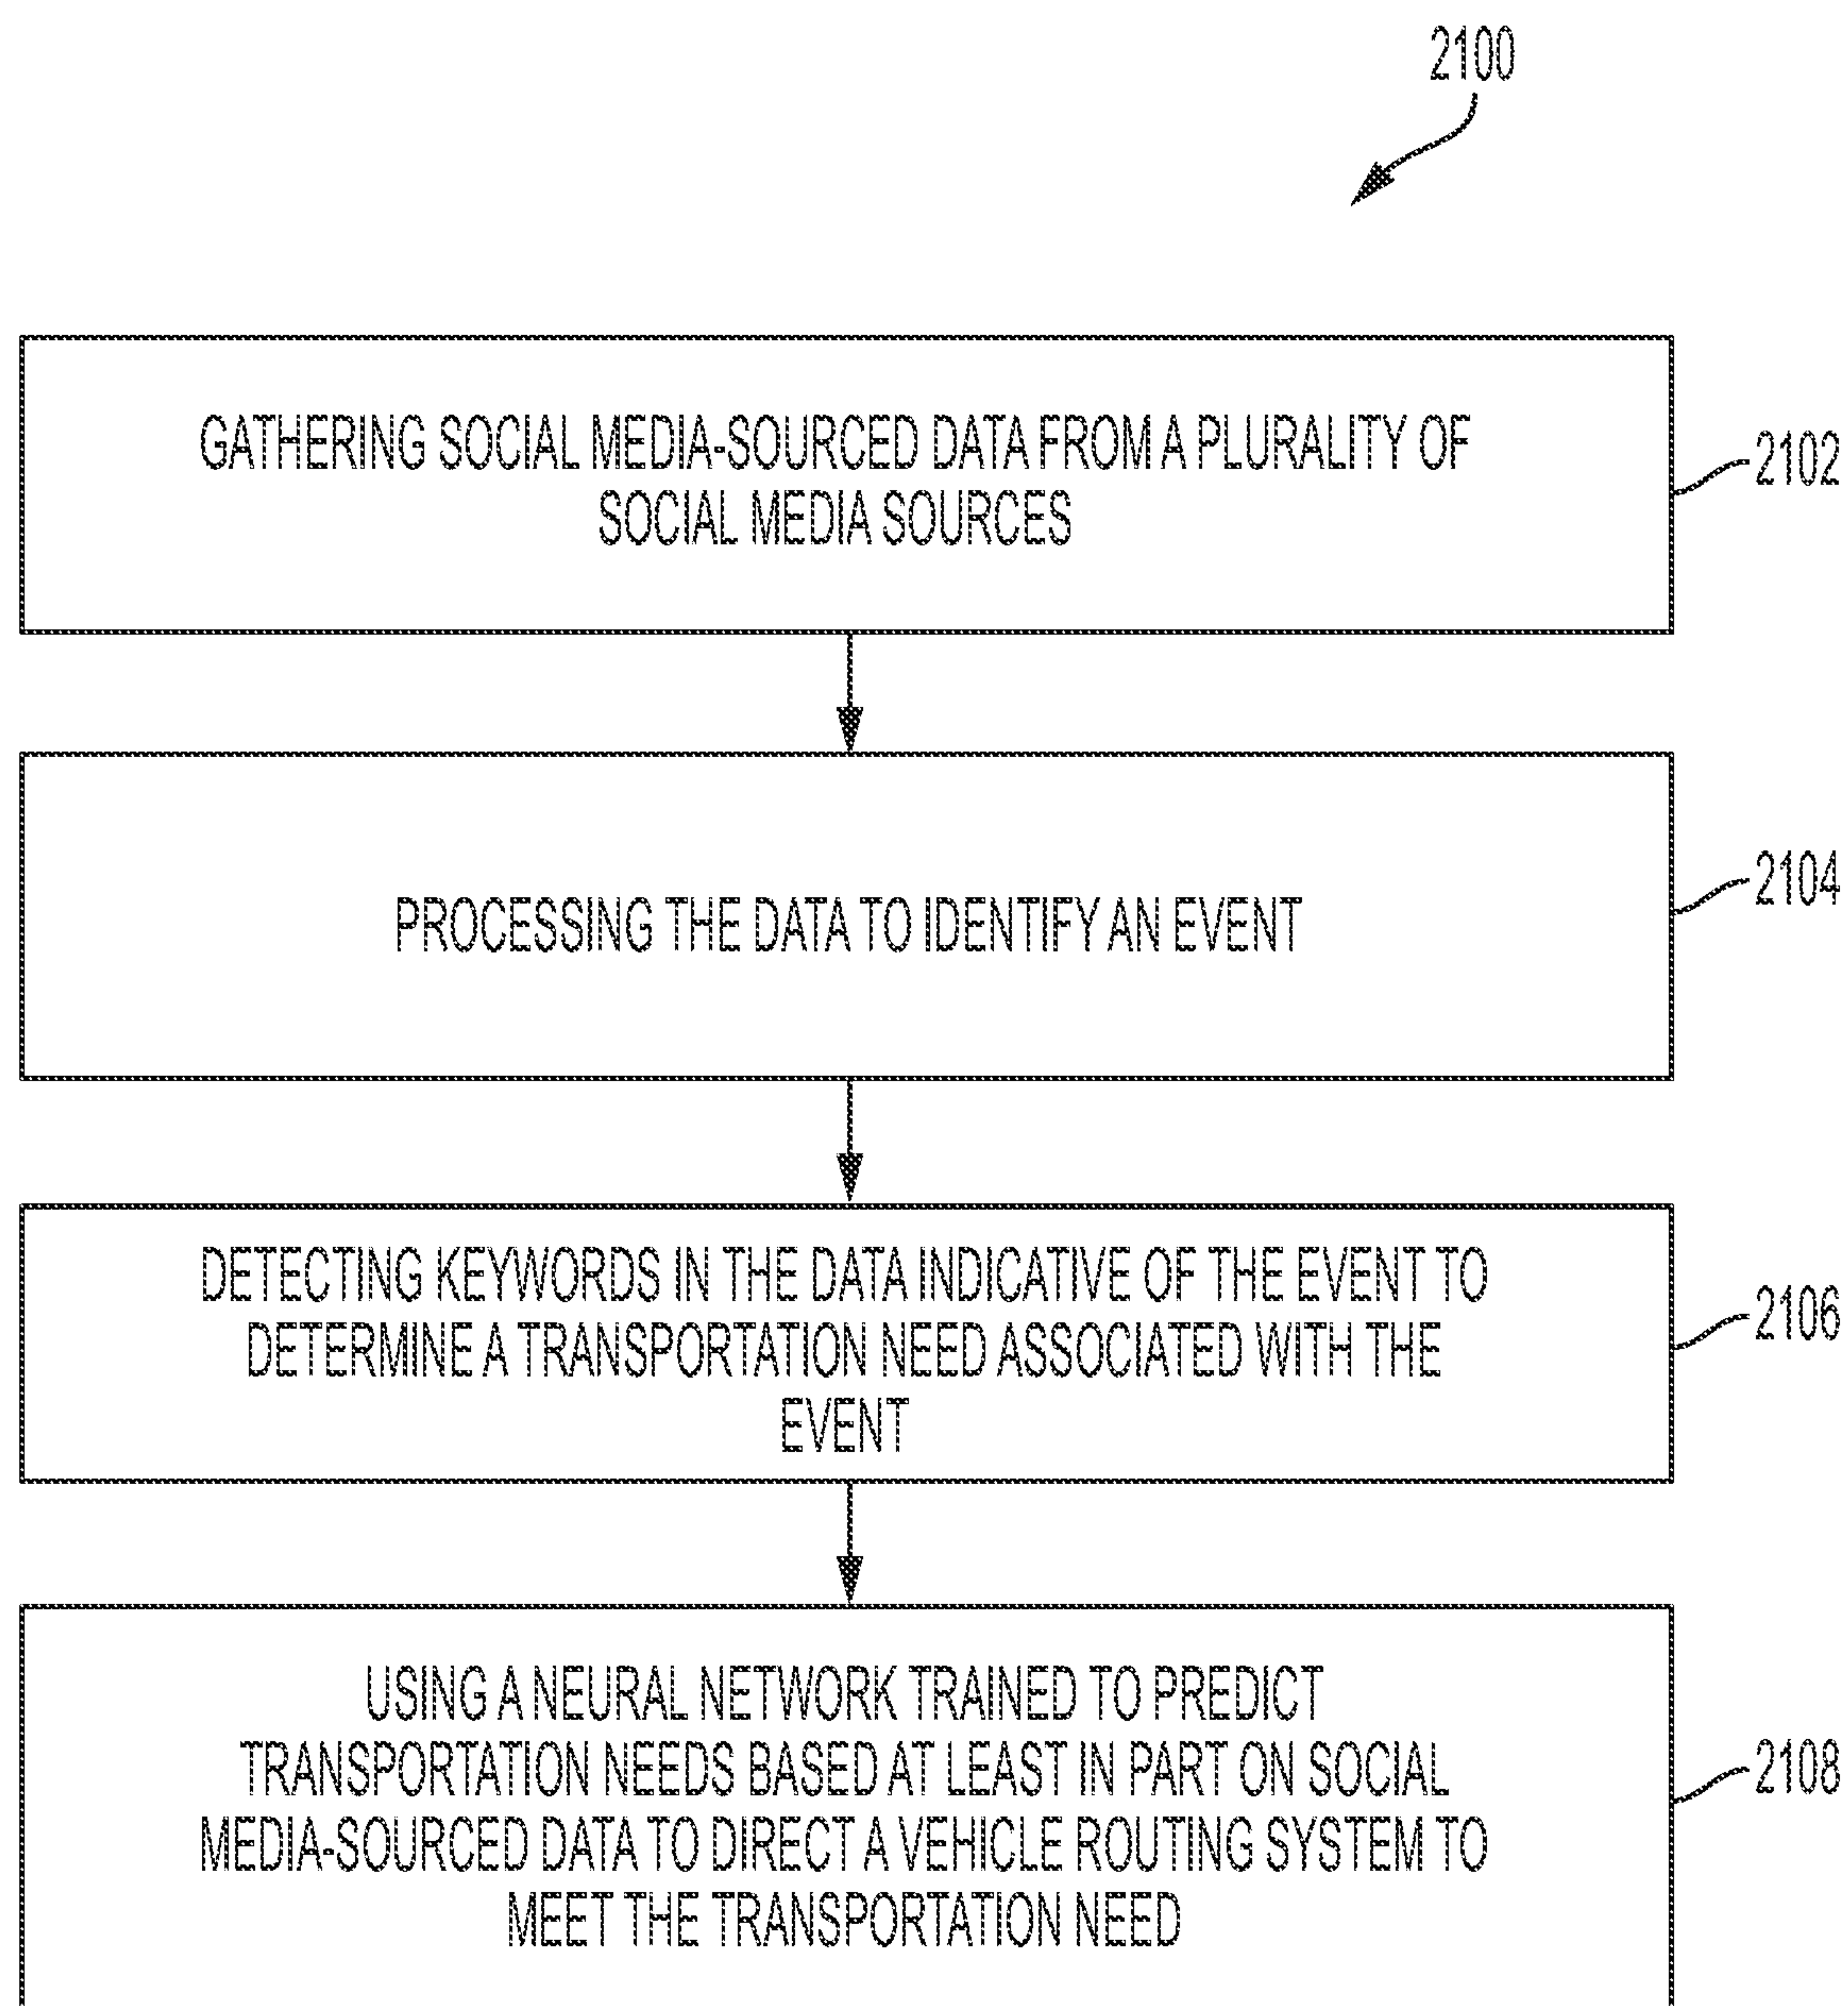 2100
GATHERING SOCIAL MEDIA-SOURCED DATA FROM A PLURALITY OF
SOCIAL MEDIA SOURCES
2102
PROCESSING THE DATA TO IDENTIFY AN EVENT
2104
DETECTING KEYWORDS IN THE DATA INDICATIVE OF THE EVENT TO
DETERMINE A TRANSPORTATION NEED ASSOCIATED WITH THE
EVENT
2106
USING A NEURAL NETWORK TRAINED TO PREDICT
TRANSPORTATION NEEDS BASED AT LEAST IN PART ON SOCIAL
MEDIA-SOURCED DATA TO DIRECT A VEHICLE ROUTING SYSTEM TO
MEET THE TRANSPORTATION NEED
2108